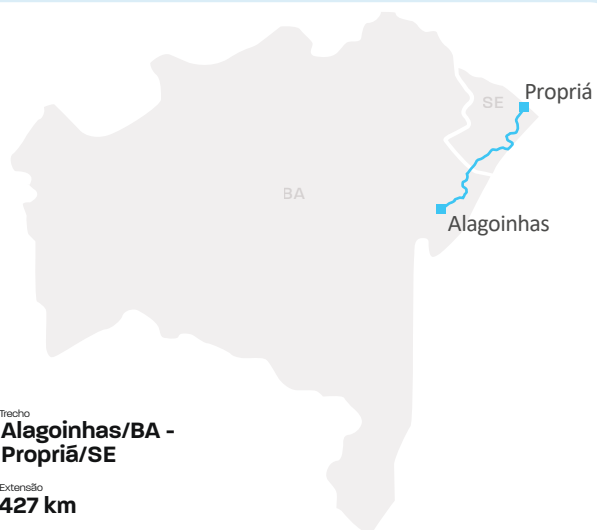 Propriá
SE
BA
Alagoinhas
Trecho
Alagoinhas/BA -
Propriá/SE
Extensão
427 km